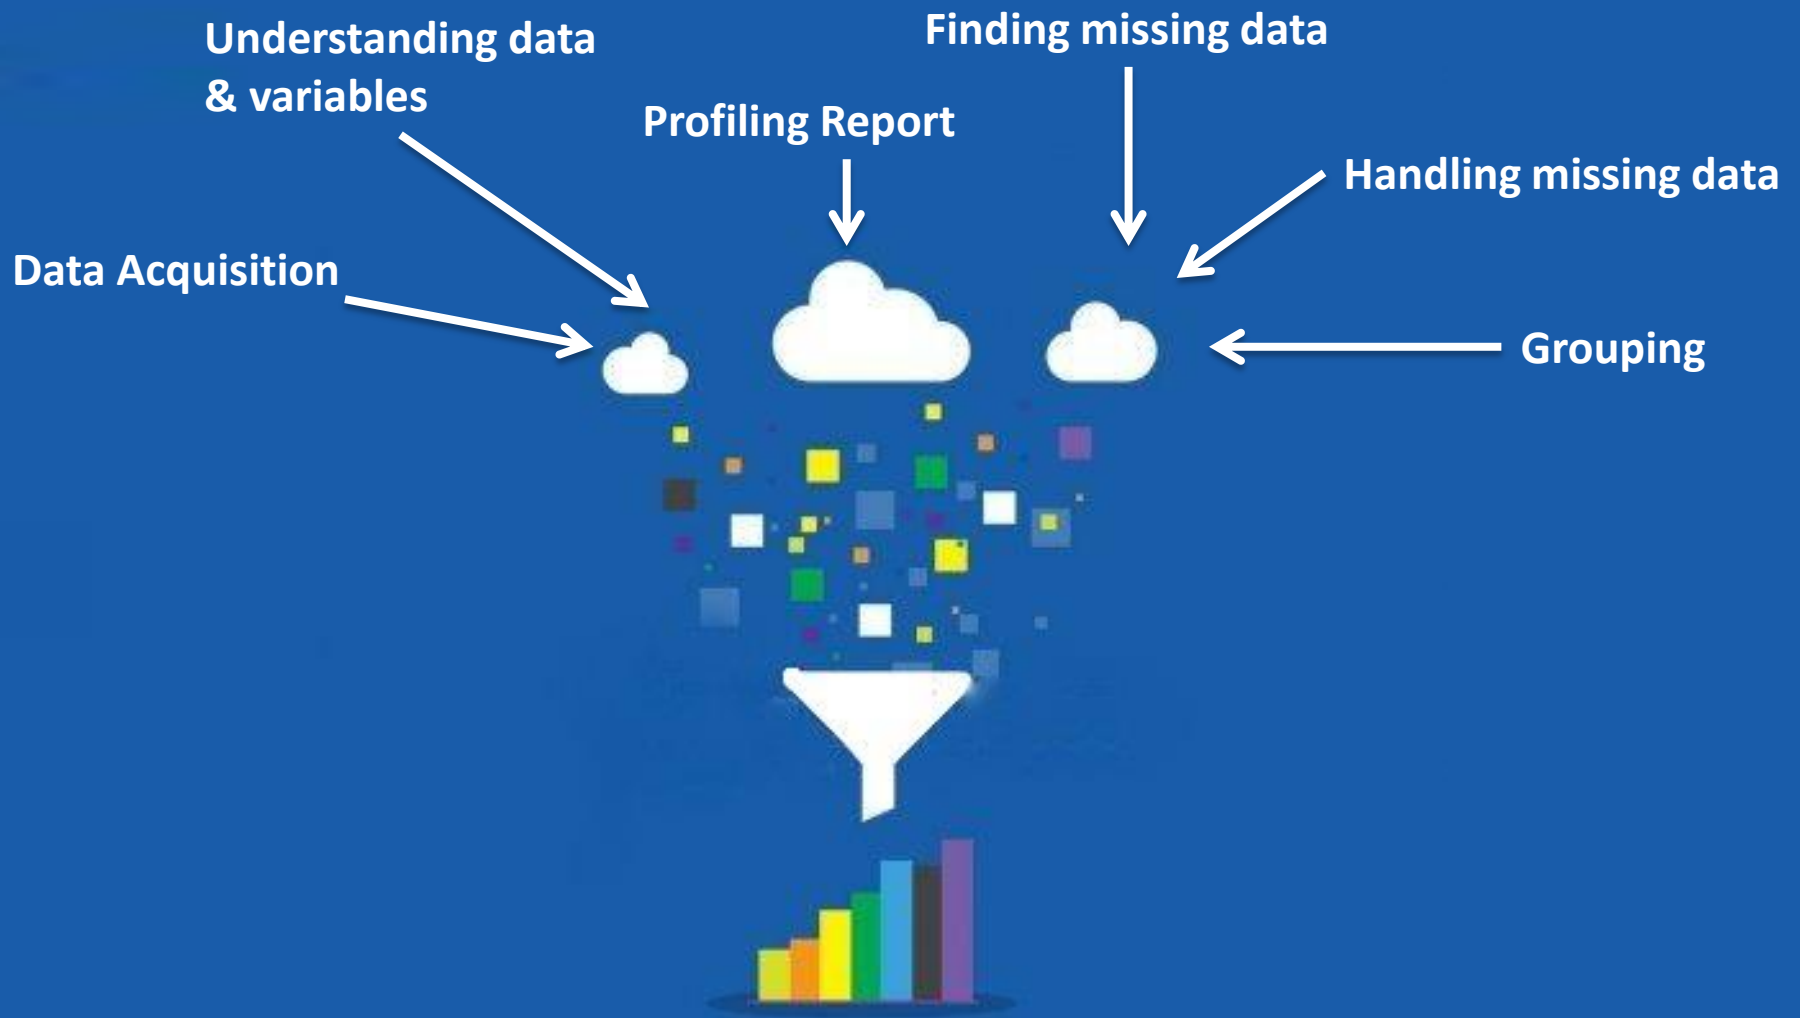 Understanding data
& variables
Finding missing data
Profiling Report
Handling missing data
Data Acquisition
Grouping